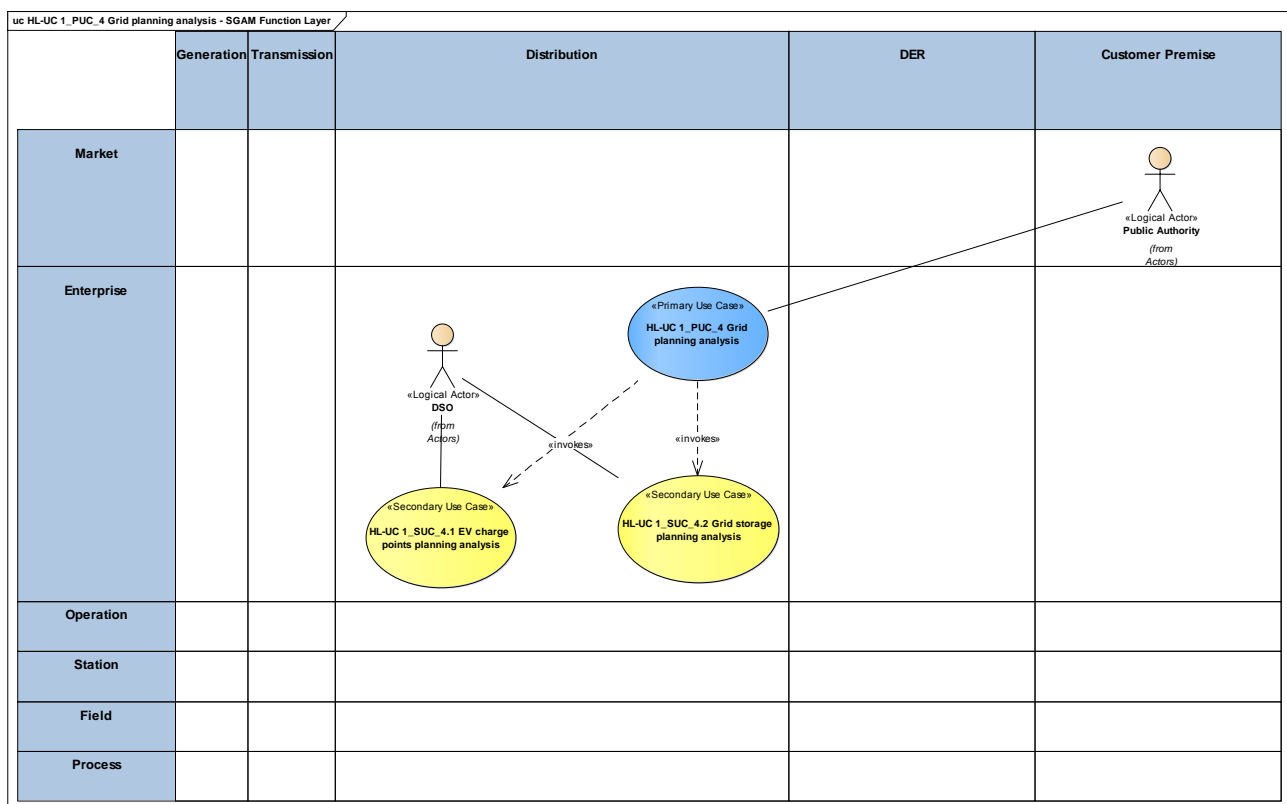 uc HL-UC 1_PUC_4 Grid planning analysis - SGAM Function Layer
Generation
Transmission
Distribution
DER
Customer Premise
Market
«Logical Actor»
Public Authority
(from
Actors)
Enterprise
«Primary Use Case»
HL-UC 1_PUC_4 Grid
planning analysis
«Logical Actor»
DSO
(from
Actors)
«invokes»
«invokes»
«Secondary Use Case»
HL-UC 1_SUC_4.1 EV charge
points planning analysis
«Secondary Use Case»
HL-UC 1_SUC_4.2 Grid storage
planning analysis
Operation
Station
Field
Process